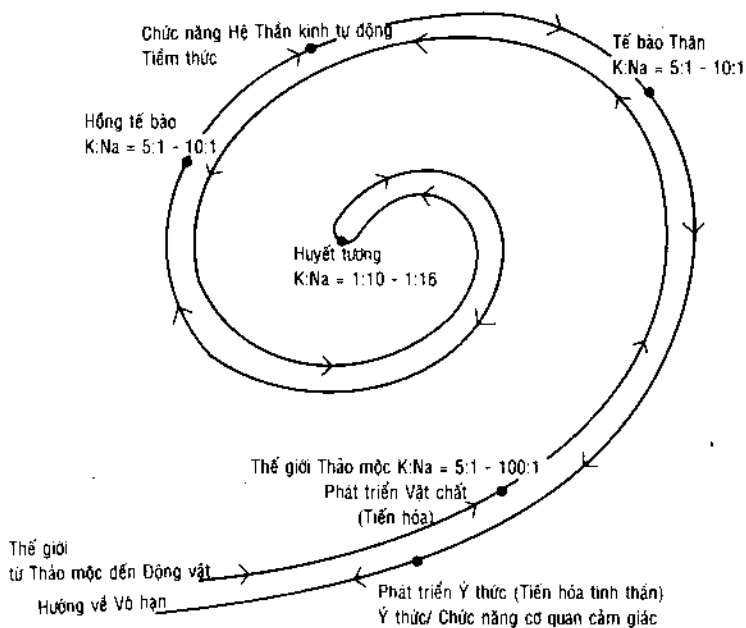 Chức năng Hệ Thần kinh tự động
Tiềm thức
Tế bào Thân
K:Na = 5:1 - 10:1
Hồng tế bào
K:Na = 5:1 - 10:1
Huyết tương
K:Na = 1:10 - 1:16
Thế giới Thảo mộc K:Na = 5:1 - 100:1
Phát triển Vật chất
(Tiến hóa)
Thế giới
từ Thảo mộc đến Động vật
Hướng về Vô hạn
Phát triển Ý thức (Tiến hóa tinh thần)
Ý thức/ Chức năng cơ quan cảm giác